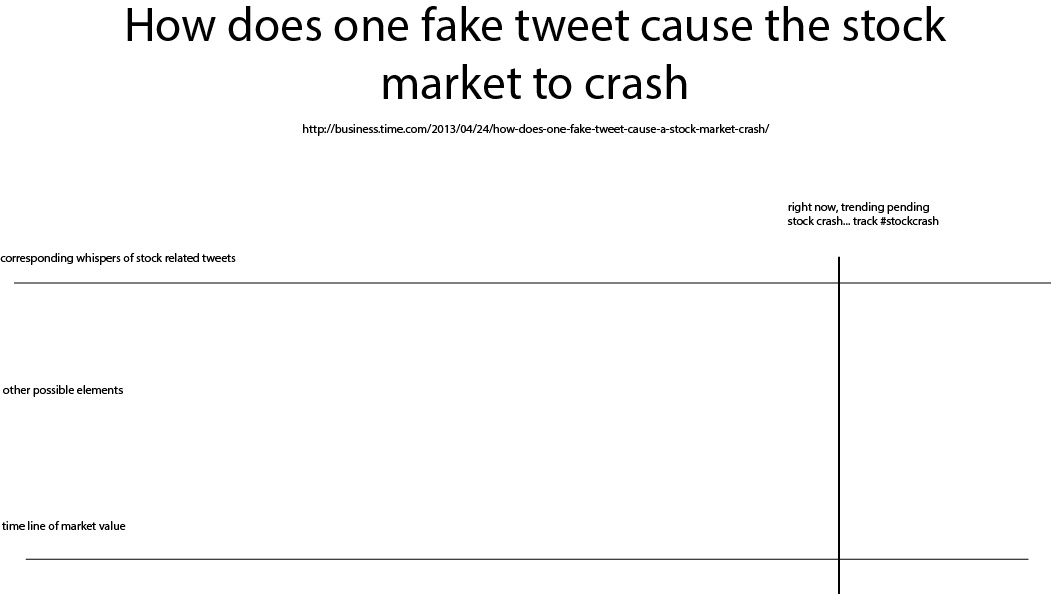 How does one fake tweet cause the stock
market to crash
http://business.time.com/2013/04/24/how-does-one-fake-tweet-cause-a-stock-market-crash/
right now, trending pending
stock crash... track #stockcrash
corresponding whispers of stock related tweets
other possible elements
time line of market value